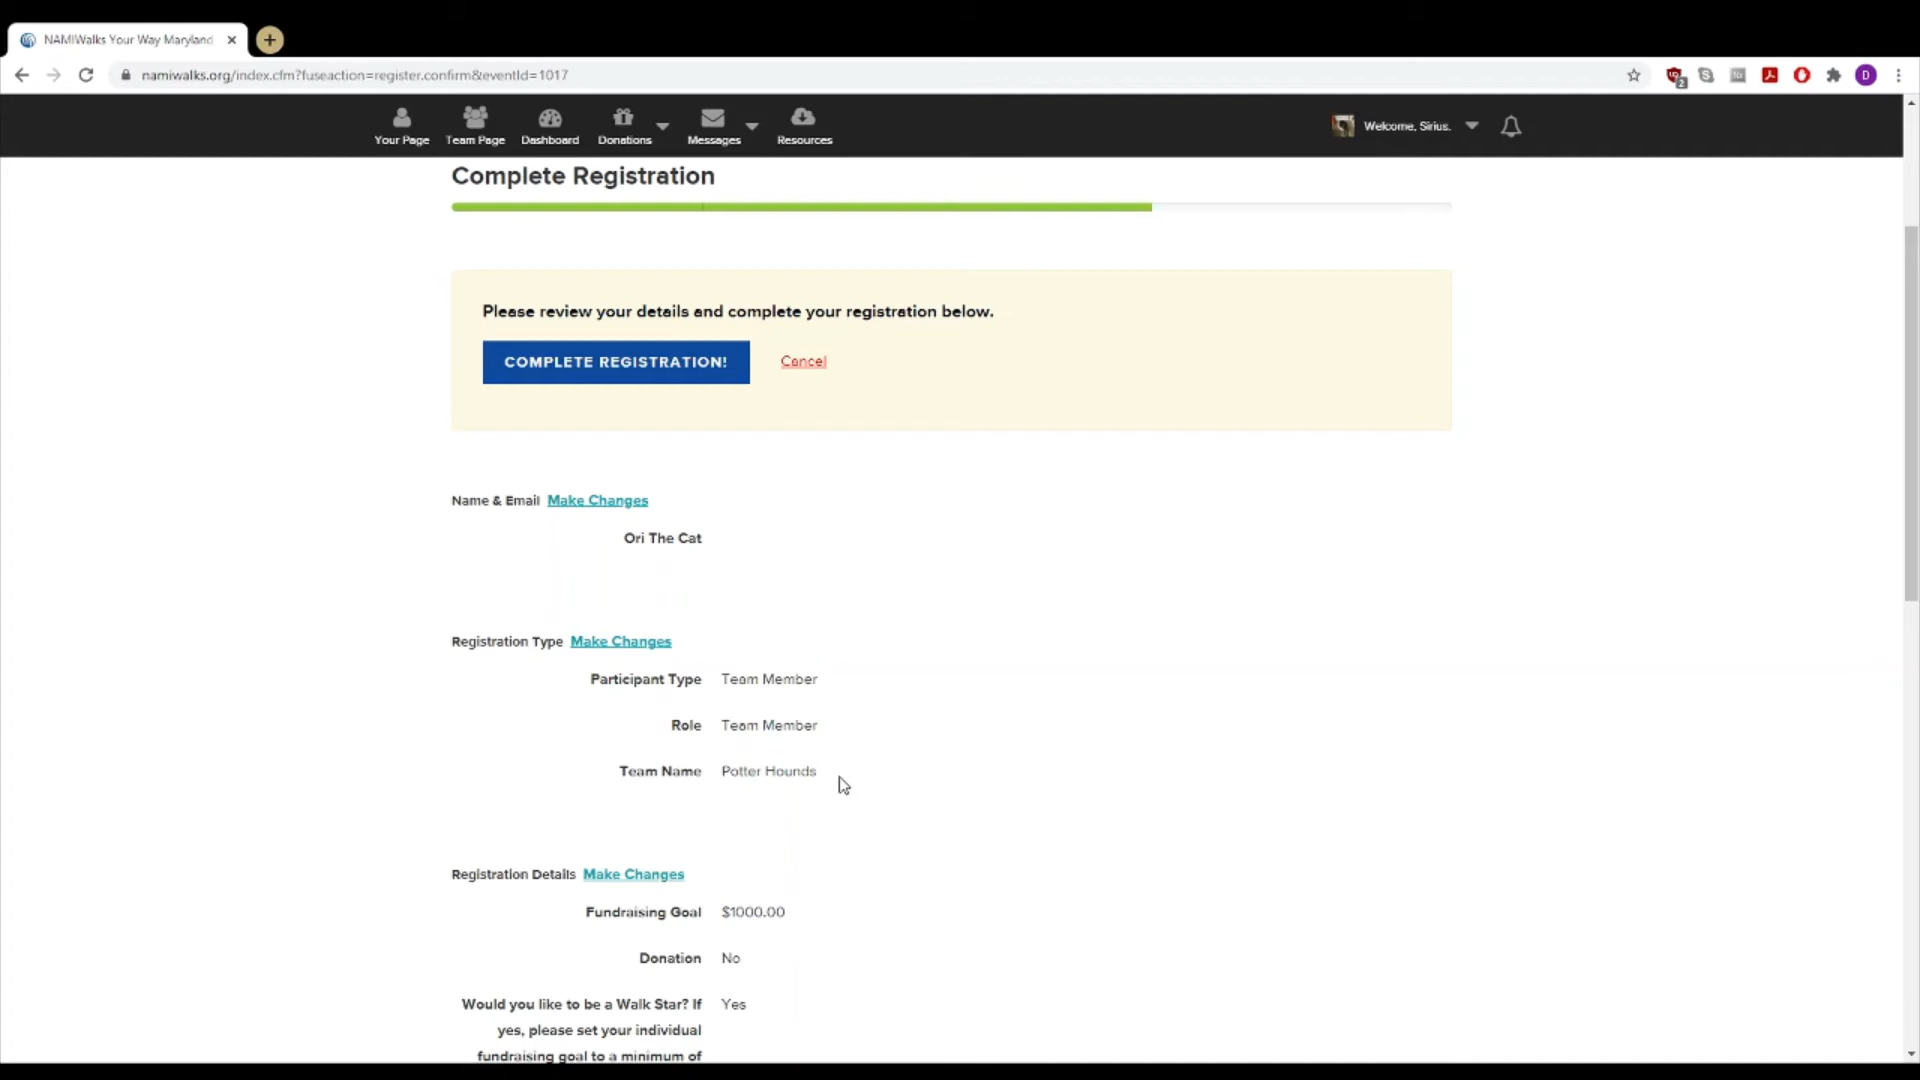 NAMIWalks Your Way Maryland
namiwalks.org/index.cfm?fuseaction=register.confirm&eventId=1017
D
Your Page
Team Page
Dashboard
Donations
Messages
Resources
Welcome, Sirius.
Complete Registration
Please review your details and complete your registration below.
COMPLETE REGISTRATION!
Cancel
Name & Email Make Changes
Ori The Cat
Registration Type Make Changes
Participant Type Team Member
Role Team Member
Team Name Potter Hounds
Registration Details Make Changes
Fundraising Goal $1000.00
Donation No
Would you like to be a Walk Star? If Yes
yes, please set your individual
fundraising goal to a minimum of